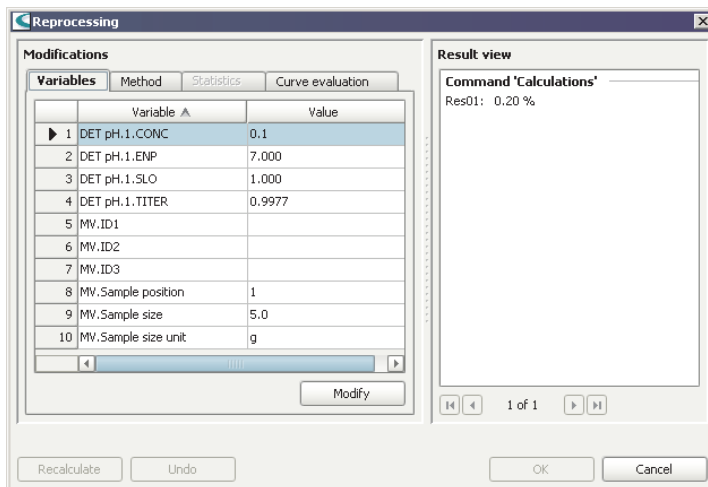 Reprocessing
Modifications
Variables Method Statistics Curve evaluation
Variable Value
1 DET pH.1.CONC 0.1
2 DET pH.1.ENP 7.000
3 DET pH.1.SLO 1.000
4 DET pH.1.TITER 0.9977
5 MV.ID1
6 MV.ID2
7 MV.ID3
8 MV.Sample position 1
9 MV.Sample size 5.0
10 MV.Sample size unit g
Modify
Result view
Command 'Calculations'
Res01: 0.20 %
1 of 1
Recalculate Undo OK Cancel